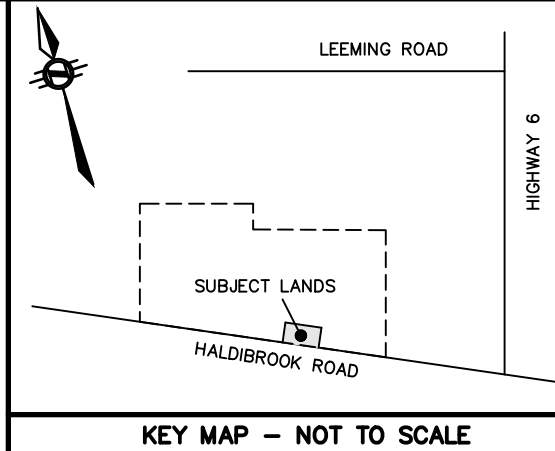 LEEMING ROAD
HIGHWAY 6
SUBJECT LANDS
HALDIBROOK ROAD
KEY MAP – NOT TO SCALE